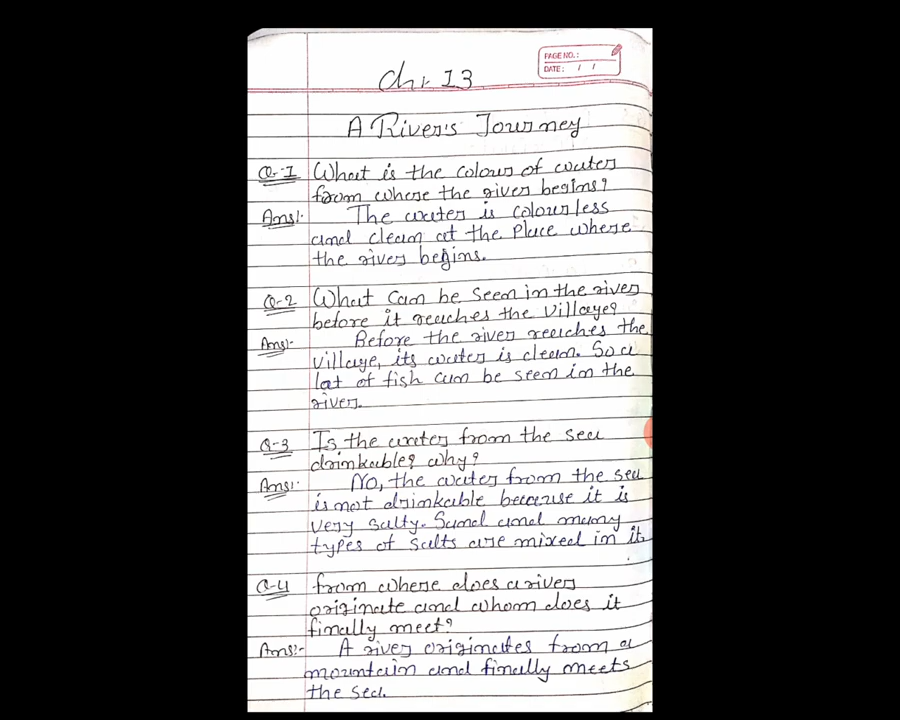 PAGE NO.:
DATE: / /
Ch. 13
A River's Journey
Q-1 What is the colour of water
from where the river begins?
Ans:- The water is colourless
and clean at the place where
the river begins.
Q-2 What can be seen in the river
before it reaches the village?
Ans:- Before the river reaches the
village, its water is clean. So a
lot of fish can be seen in the
river.
Q-3 Is the water from the sea
drinkable? why?
Ans:- No, the water from the sea
is not drinkable because it is
very salty. Sand and many
types of salts are mixed in it.
Q-4 from where does a river
originate and whom does it
finally meet?
Ans:- A river originates from a
mountain and finally meets
the sea.